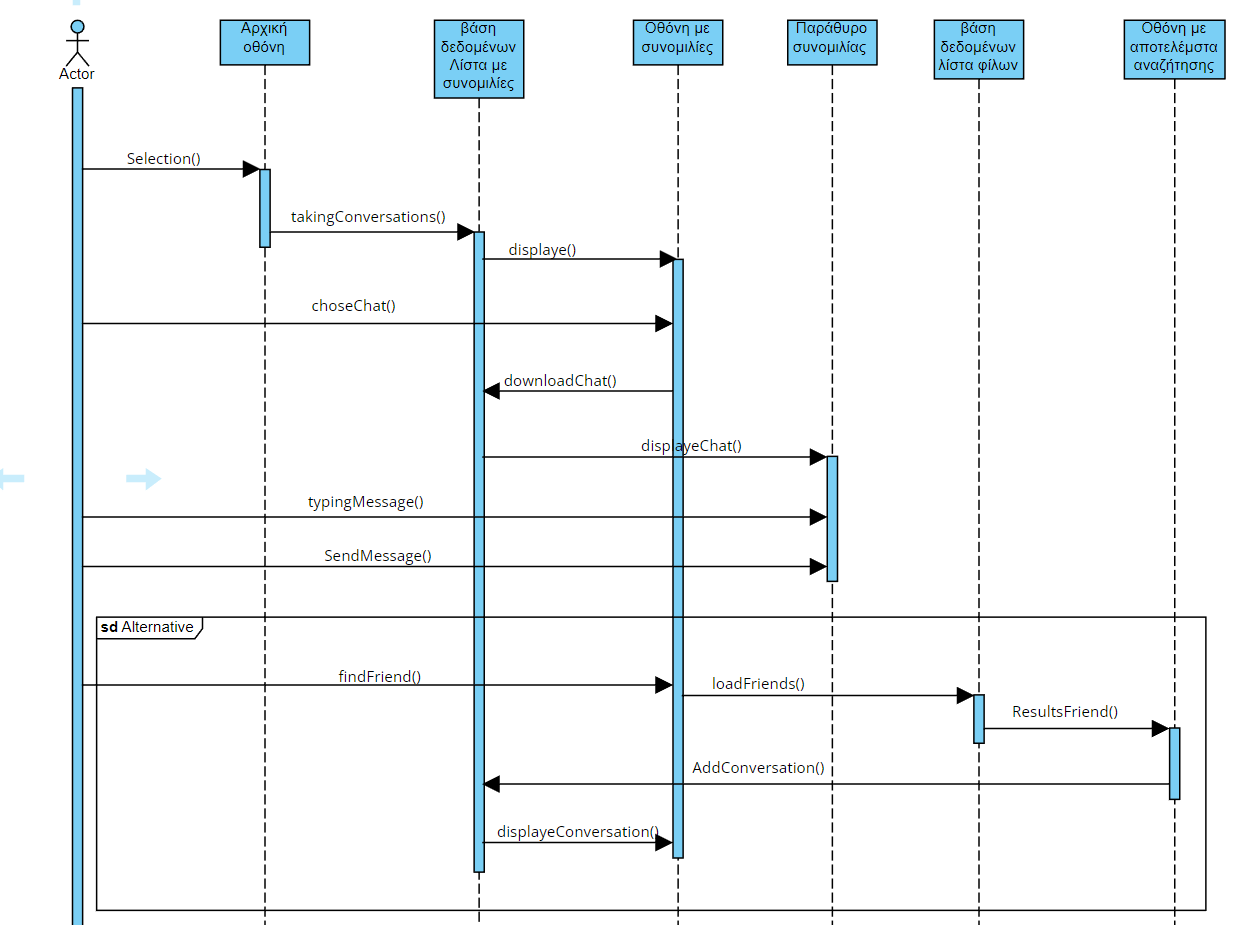 Actor
Αρχική
οθόνη
βάση
δεδομένων
Λίστα με
συνομιλίες
Οθόνη με
συνομιλίες
Παράθυρο
συνομιλίας
βάση
δεδομένων
λίστα φίλων
Οθόνη με
αποτελέμστα
αναζήτησης
Selection()
takingConversations()
displaye()
choseChat()
downloadChat()
displayeChat()
typingMessage()
SendMessage()
sd Alternative
findFriend()
loadFriends()
ResultsFriend()
AddConversation()
displayeConversation()